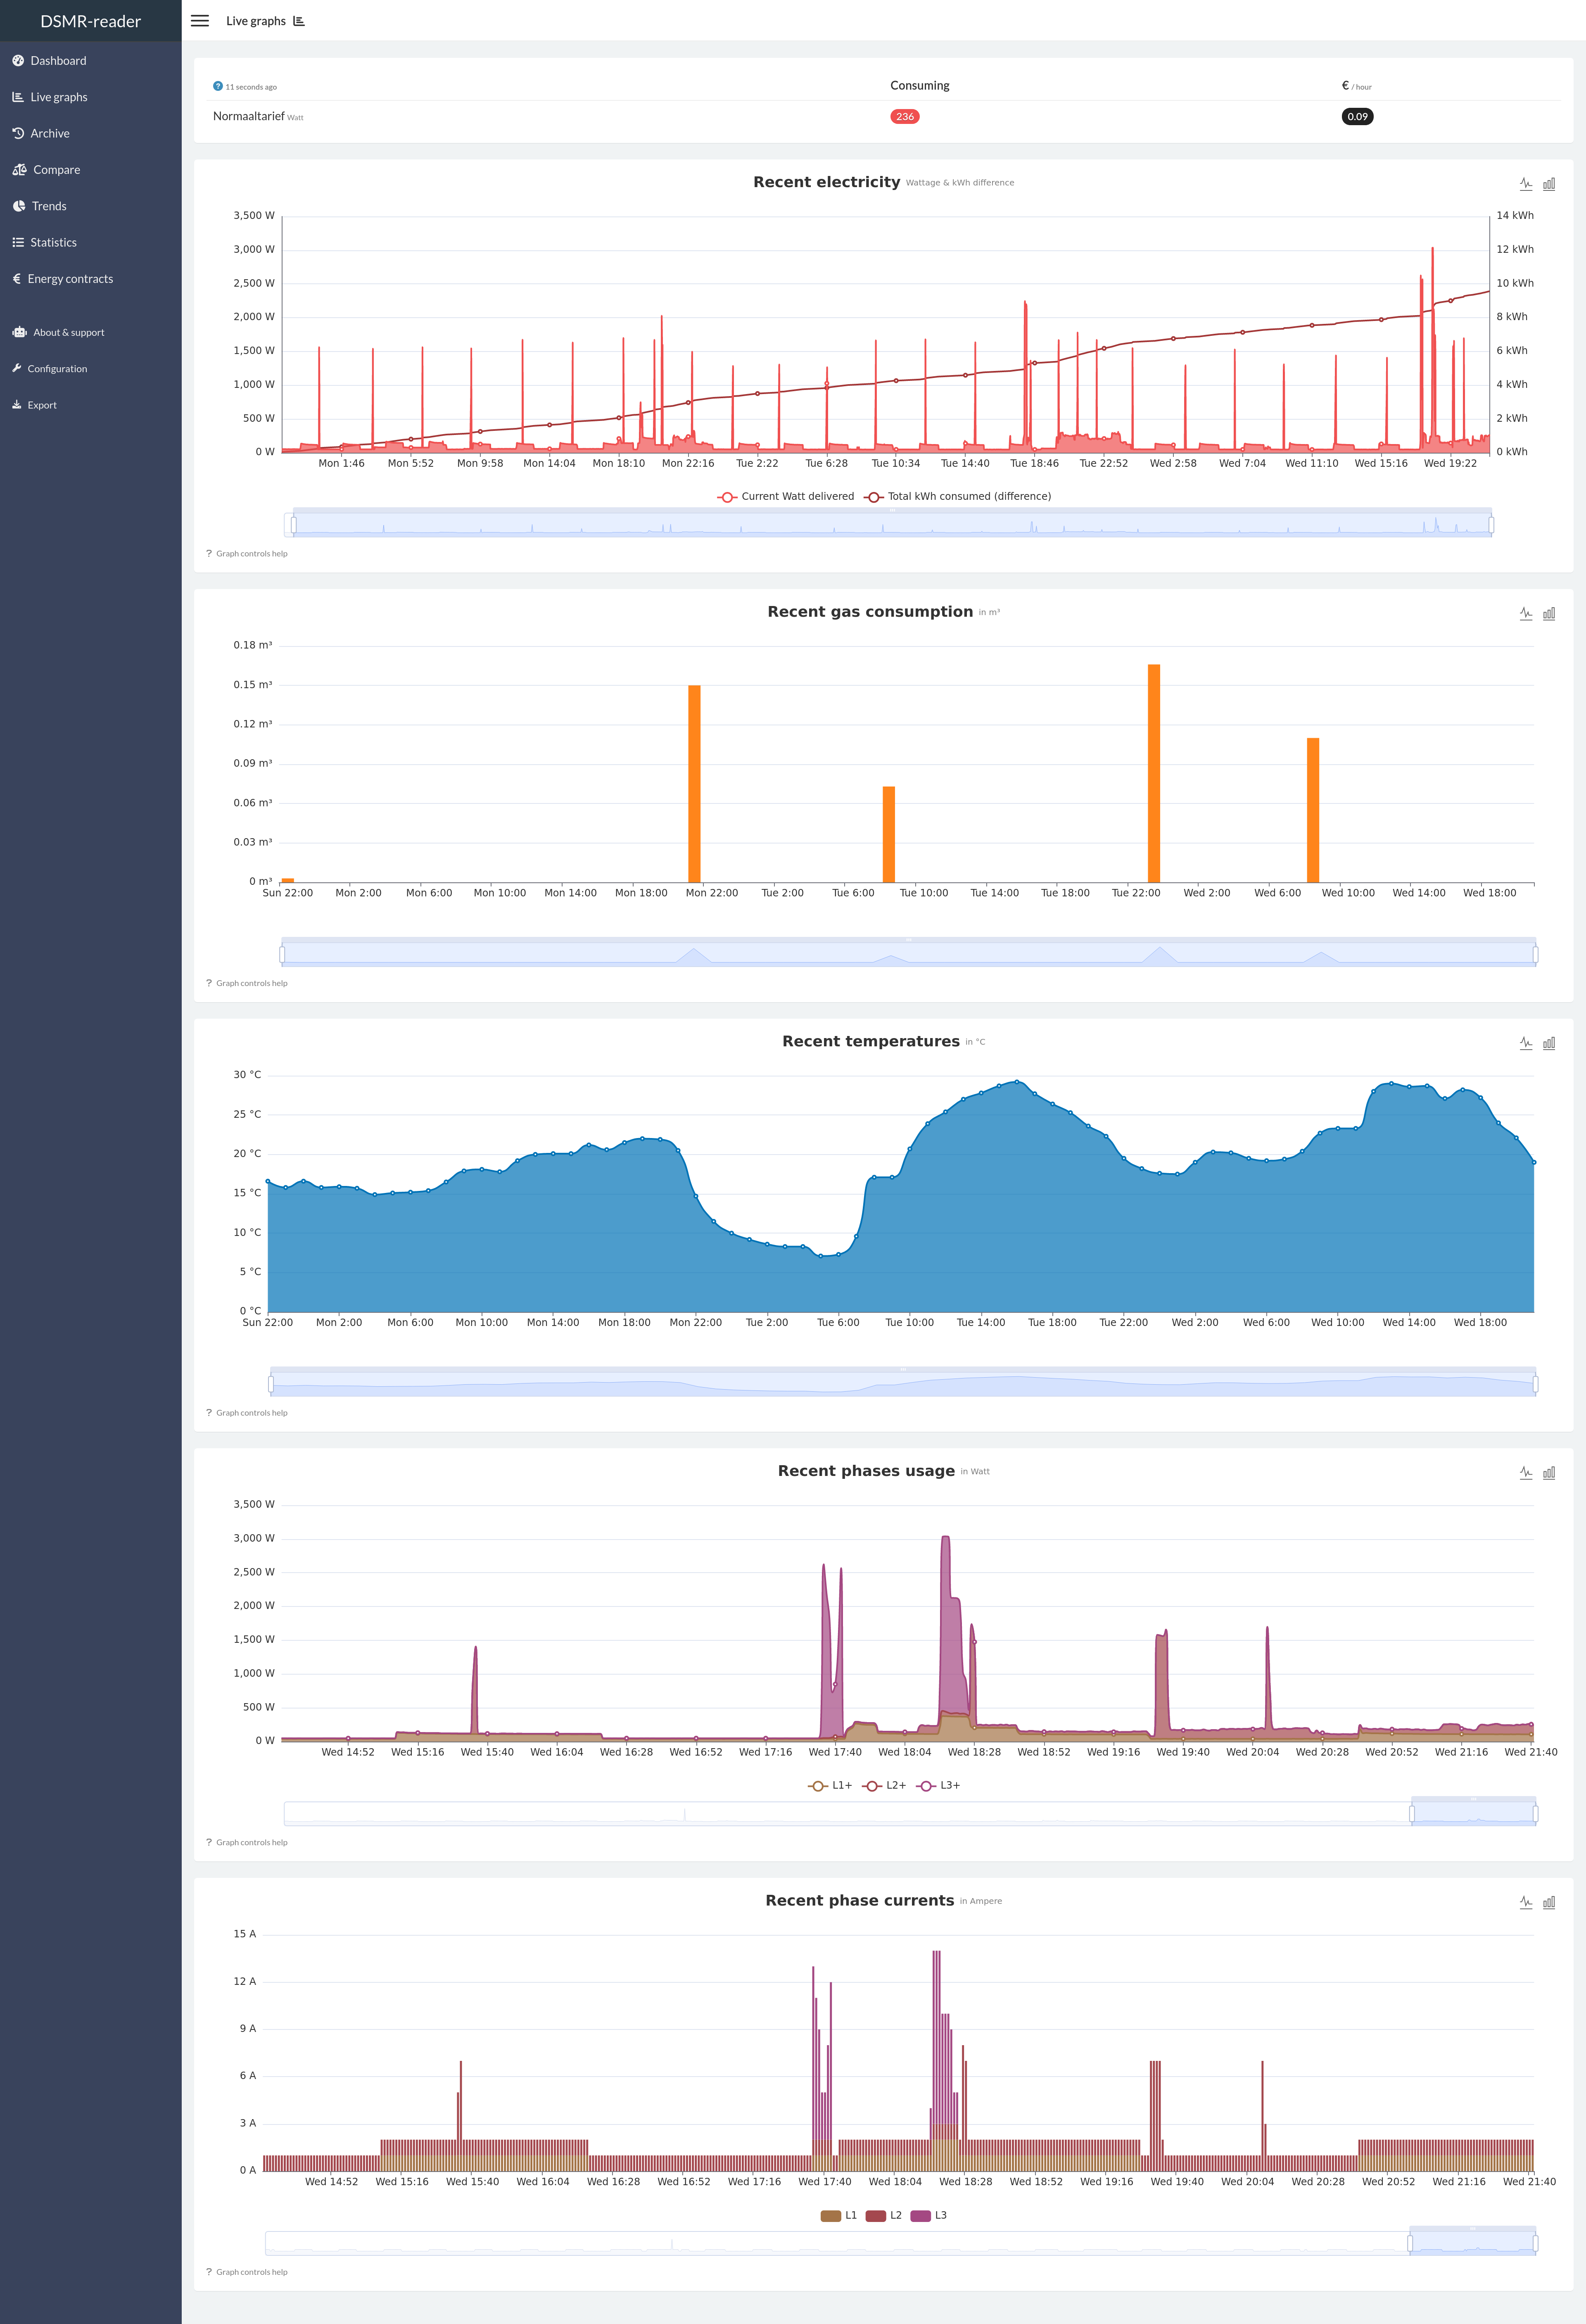 DSMR-reader
Live graphs
Dashboard
Live graphs
Archive
Compare
Trends
Statistics
Energy contracts
About & support
Configuration
Export
? 11 seconds ago Consuming € / hour
Normaaltarief Watt 236 0.09
Recent electricity Wattage & kWh difference
3,500 W 14 kWh
3,000 W 12 kWh
2,500 W 10 kWh
2,000 W 8 kWh
1,500 W 6 kWh
1,000 W 4 kWh
500 W 2 kWh
0 W 0 kWh
Mon 1:46 Mon 5:52 Mon 9:58 Mon 14:04 Mon 18:10 Mon 22:16 Tue 2:22 Tue 6:28 Tue 10:34 Tue 14:40 Tue 18:46 Tue 22:52 Wed 2:58 Wed 7:04 Wed 11:10 Wed 15:16 Wed 19:22
Current Watt delivered Total kWh consumed (difference)
? Graph controls help
Recent gas consumption in m³
0.18 m³
0.15 m³
0.12 m³
0.09 m³
0.06 m³
0.03 m³
0 m³
Sun 22:00 Mon 2:00 Mon 6:00 Mon 10:00 Mon 14:00 Mon 18:00 Mon 22:00 Tue 2:00 Tue 6:00 Tue 10:00 Tue 14:00 Tue 18:00 Tue 22:00 Wed 2:00 Wed 6:00 Wed 10:00 Wed 14:00 Wed 18:00
? Graph controls help
Recent temperatures in °C
30 °C
25 °C
20 °C
15 °C
10 °C
5 °C
0 °C
Sun 22:00 Mon 2:00 Mon 6:00 Mon 10:00 Mon 14:00 Mon 18:00 Mon 22:00 Tue 2:00 Tue 6:00 Tue 10:00 Tue 14:00 Tue 18:00 Tue 22:00 Wed 2:00 Wed 6:00 Wed 10:00 Wed 14:00 Wed 18:00
? Graph controls help
Recent phases usage in Watt
3,500 W
3,000 W
2,500 W
2,000 W
1,500 W
1,000 W
500 W
0 W
Wed 14:52 Wed 15:16 Wed 15:40 Wed 16:04 Wed 16:28 Wed 16:52 Wed 17:16 Wed 17:40 Wed 18:04 Wed 18:28 Wed 18:52 Wed 19:16 Wed 19:40 Wed 20:04 Wed 20:28 Wed 20:52 Wed 21:16 Wed 21:40
L1+ L2+ L3+
? Graph controls help
Recent phase currents in Ampere
15 A
12 A
9 A
6 A
3 A
0 A
Wed 14:52 Wed 15:16 Wed 15:40 Wed 16:04 Wed 16:28 Wed 16:52 Wed 17:16 Wed 17:40 Wed 18:04 Wed 18:28 Wed 18:52 Wed 19:16 Wed 19:40 Wed 20:04 Wed 20:28 Wed 20:52 Wed 21:16 Wed 21:40
L1 L2 L3
? Graph controls help